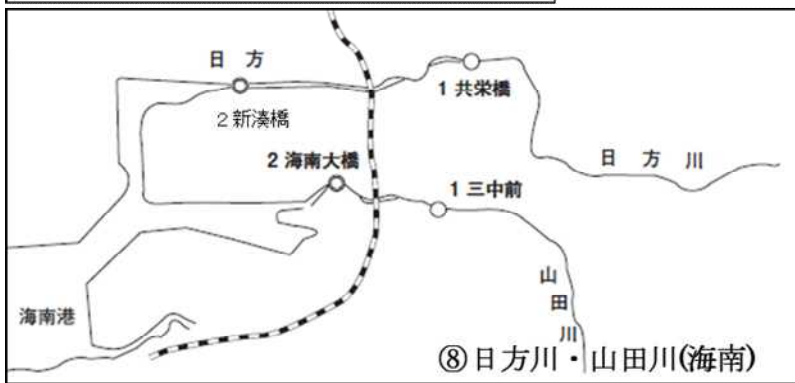 日方
1 共栄橋
2 新湊橋
2 海南大橋
日方川
1 三中前
山田川
海南港
⑧日方川・山田川(海南)